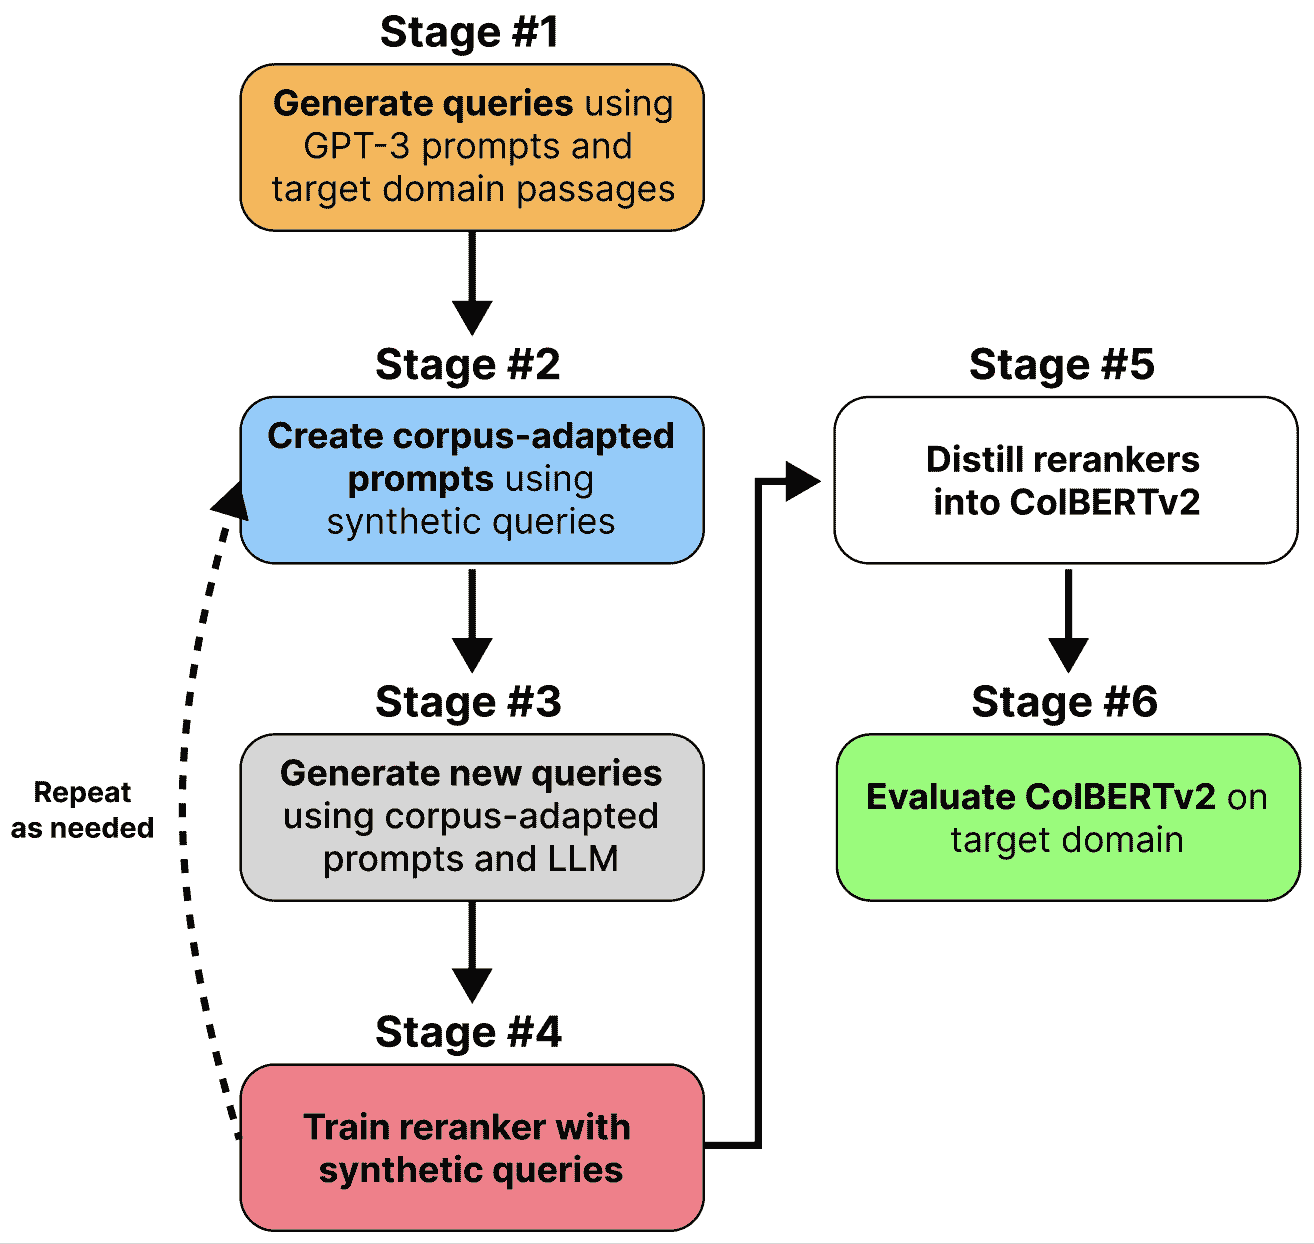 Stage #1
Generate queries using
GPT-3 prompts and
target domain passages
Stage #2
Create corpus-adapted
prompts using
synthetic queries
Repeat
as needed
Stage #3
Generate new queries
using corpus-adapted
prompts and LLM
Stage #4
Train reranker with
synthetic queries
Stage #5
Distill rerankers
into ColBERTv2
Stage #6
Evaluate ColBERTv2 on
target domain